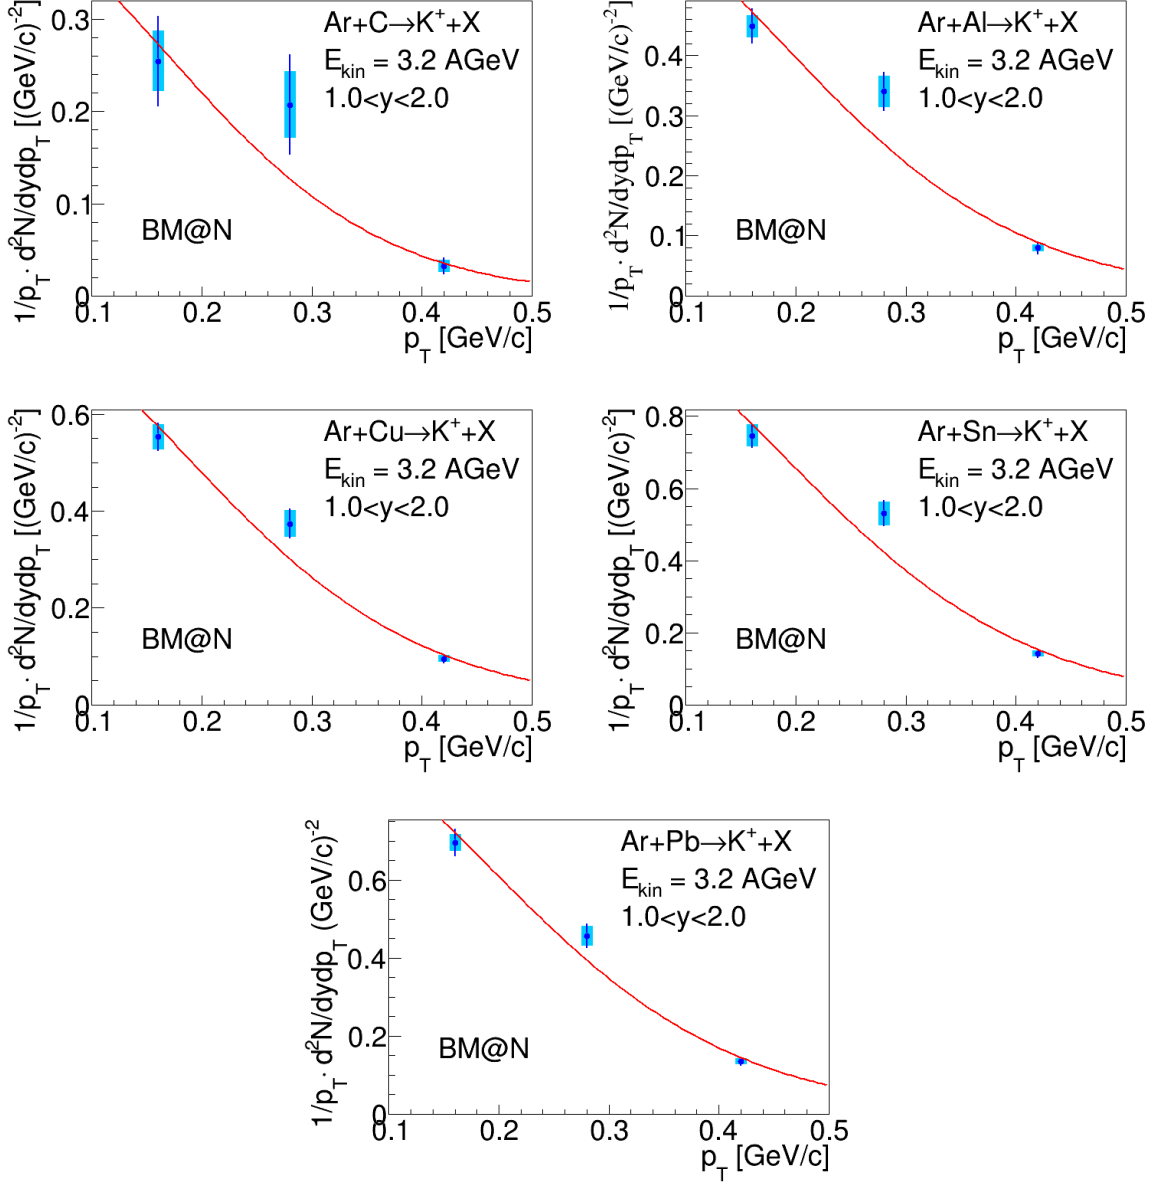 1/p_T · d²N/dydp_T [(GeV/c)⁻²]
0.3
0.2
0.1
0
Ar+C→K⁺+X
E_kin = 3.2 AGeV
1.0<y<2.0
BM@N
0.1 0.2 0.3 0.4 0.5
p_T [GeV/c]
1/p_T · d²N/dydp_T [(GeV/c)⁻²]
0.4
0.3
0.2
0.1
0
Ar+Al→K⁺+X
E_kin = 3.2 AGeV
1.0<y<2.0
BM@N
0.1 0.2 0.3 0.4 0.5
p_T [GeV/c]
1/p_T · d²N/dydp_T [(GeV/c)⁻²]
0.6
0.4
0.2
0
Ar+Cu→K⁺+X
E_kin = 3.2 AGeV
1.0<y<2.0
BM@N
0.1 0.2 0.3 0.4 0.5
p_T [GeV/c]
1/p_T · d²N/dydp_T [(GeV/c)⁻²]
0.8
0.6
0.4
0.2
0
Ar+Sn→K⁺+X
E_kin = 3.2 AGeV
1.0<y<2.0
BM@N
0.1 0.2 0.3 0.4 0.5
p_T [GeV/c]
1/p_T · d²N/dydp_T (GeV/c)⁻²
0.6
0.4
0.2
0
Ar+Pb→K⁺+X
E_kin = 3.2 AGeV
1.0<y<2.0
BM@N
0.1 0.2 0.3 0.4 0.5
p_T [GeV/c]